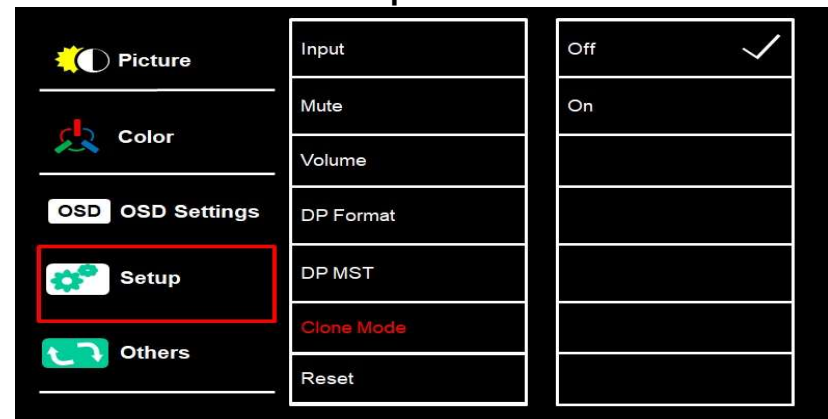 Picture
Color
OSD OSD Settings
Setup
Others
Input
Mute
Volume
DP Format
DP MST
Clone Mode
Reset
Off
On